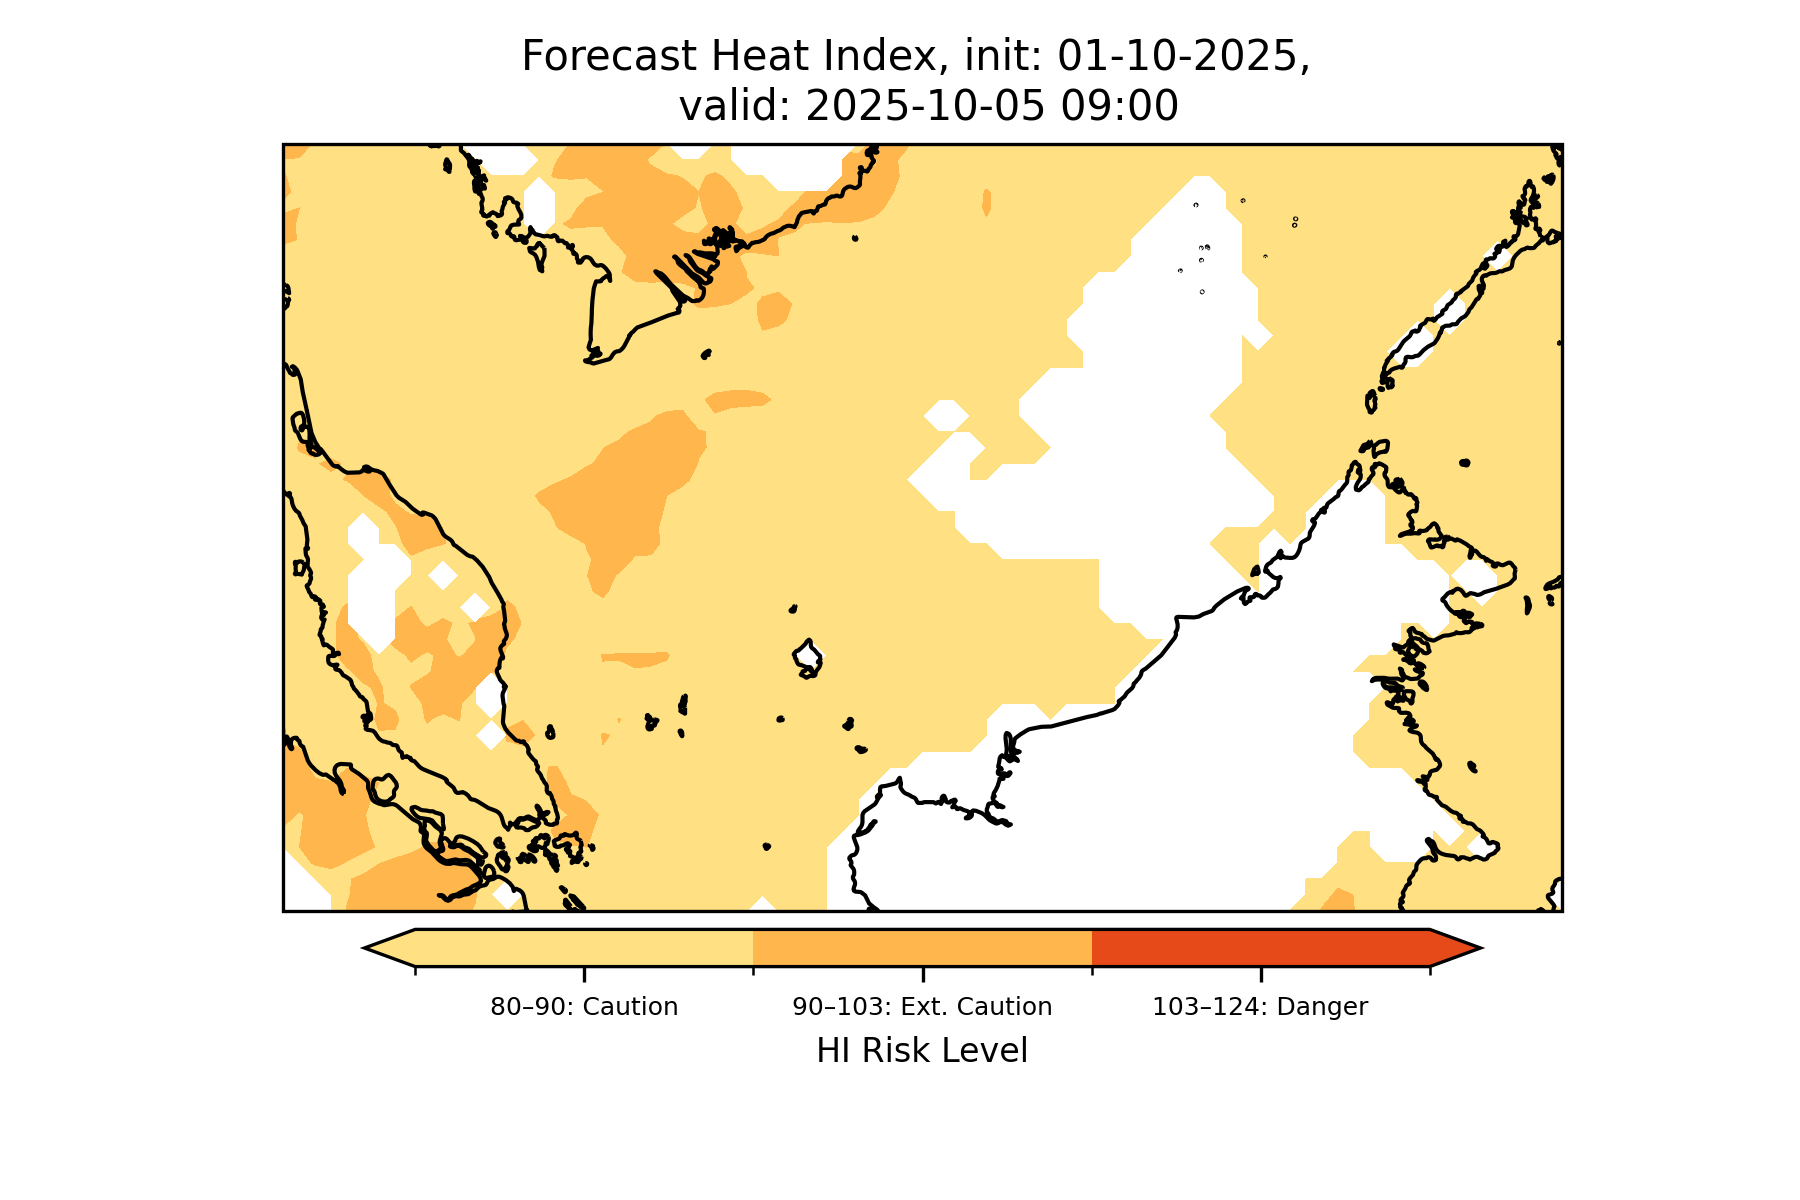 Forecast Heat Index, init: 01-10-2025,
valid: 2025-10-05 09:00
80–90: Caution
90–103: Ext. Caution
103–124: Danger
HI Risk Level